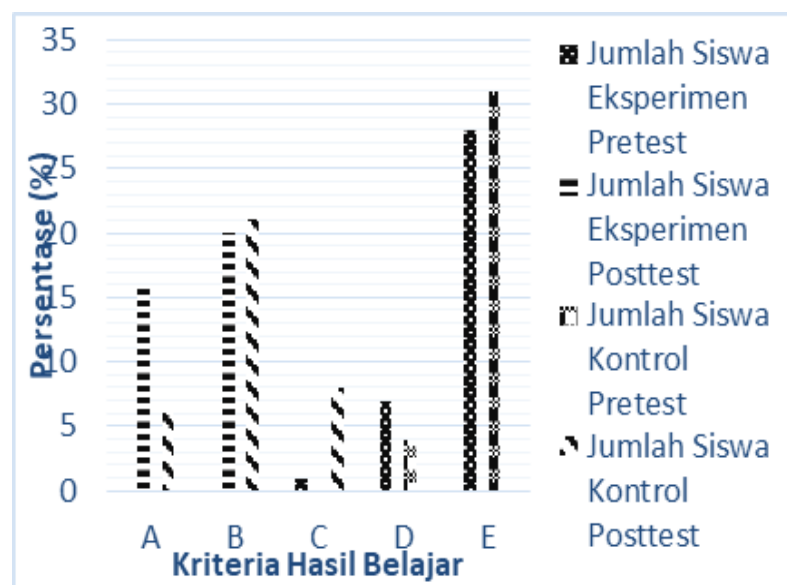 35
30
25
20
15
10
5
0
Persentase (%)
A B C D E
Kriteria Hasil Belajar
Jumlah Siswa
Eksperimen
Pretest
Jumlah Siswa
Eksperimen
Posttest
Jumlah Siswa
Kontrol
Pretest
Jumlah Siswa
Kontrol
Posttest